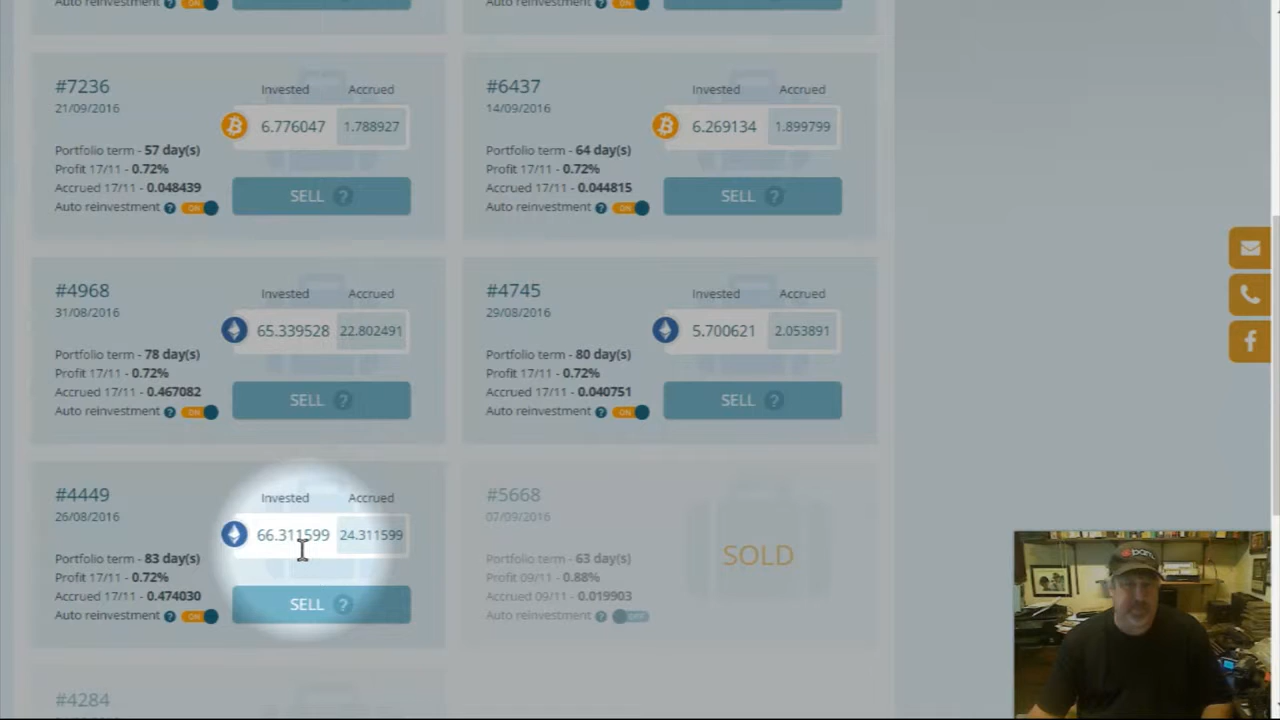 Auto reinvestment ? ON
Auto reinvestment ? ON
#7236
21/09/2016
Invested Accrued
6.776047 1.788927
Portfolio term - 57 day(s)
Profit 17/11 - 0.72%
Accrued 17/11 - 0.048439
Auto reinvestment ? ON
SELL ?
#6437
14/09/2016
Invested Accrued
6.269134 1.899799
Portfolio term - 64 day(s)
Profit 17/11 - 0.72%
Accrued 17/11 - 0.044815
Auto reinvestment ? ON
SELL ?
#4968
31/08/2016
Invested Accrued
65.339528 22.802491
Portfolio term - 78 day(s)
Profit 17/11 - 0.72%
Accrued 17/11 - 0.467082
Auto reinvestment ? ON
SELL ?
#4745
29/08/2016
Invested Accrued
5.700621 2.053891
Portfolio term - 80 day(s)
Profit 17/11 - 0.72%
Accrued 17/11 - 0.040751
Auto reinvestment ? ON
SELL ?
#4449
26/08/2016
Invested Accrued
66.311599 24.311599
Portfolio term - 83 day(s)
Profit 17/11 - 0.72%
Accrued 17/11 - 0.474030
Auto reinvestment ? ON
SELL ?
#5668
07/09/2016
Portfolio term - 63 day(s)
Profit 09/11 - 0.88%
Accrued 09/11 - 0.019903
Auto reinvestment ? OFF
SOLD
#4284